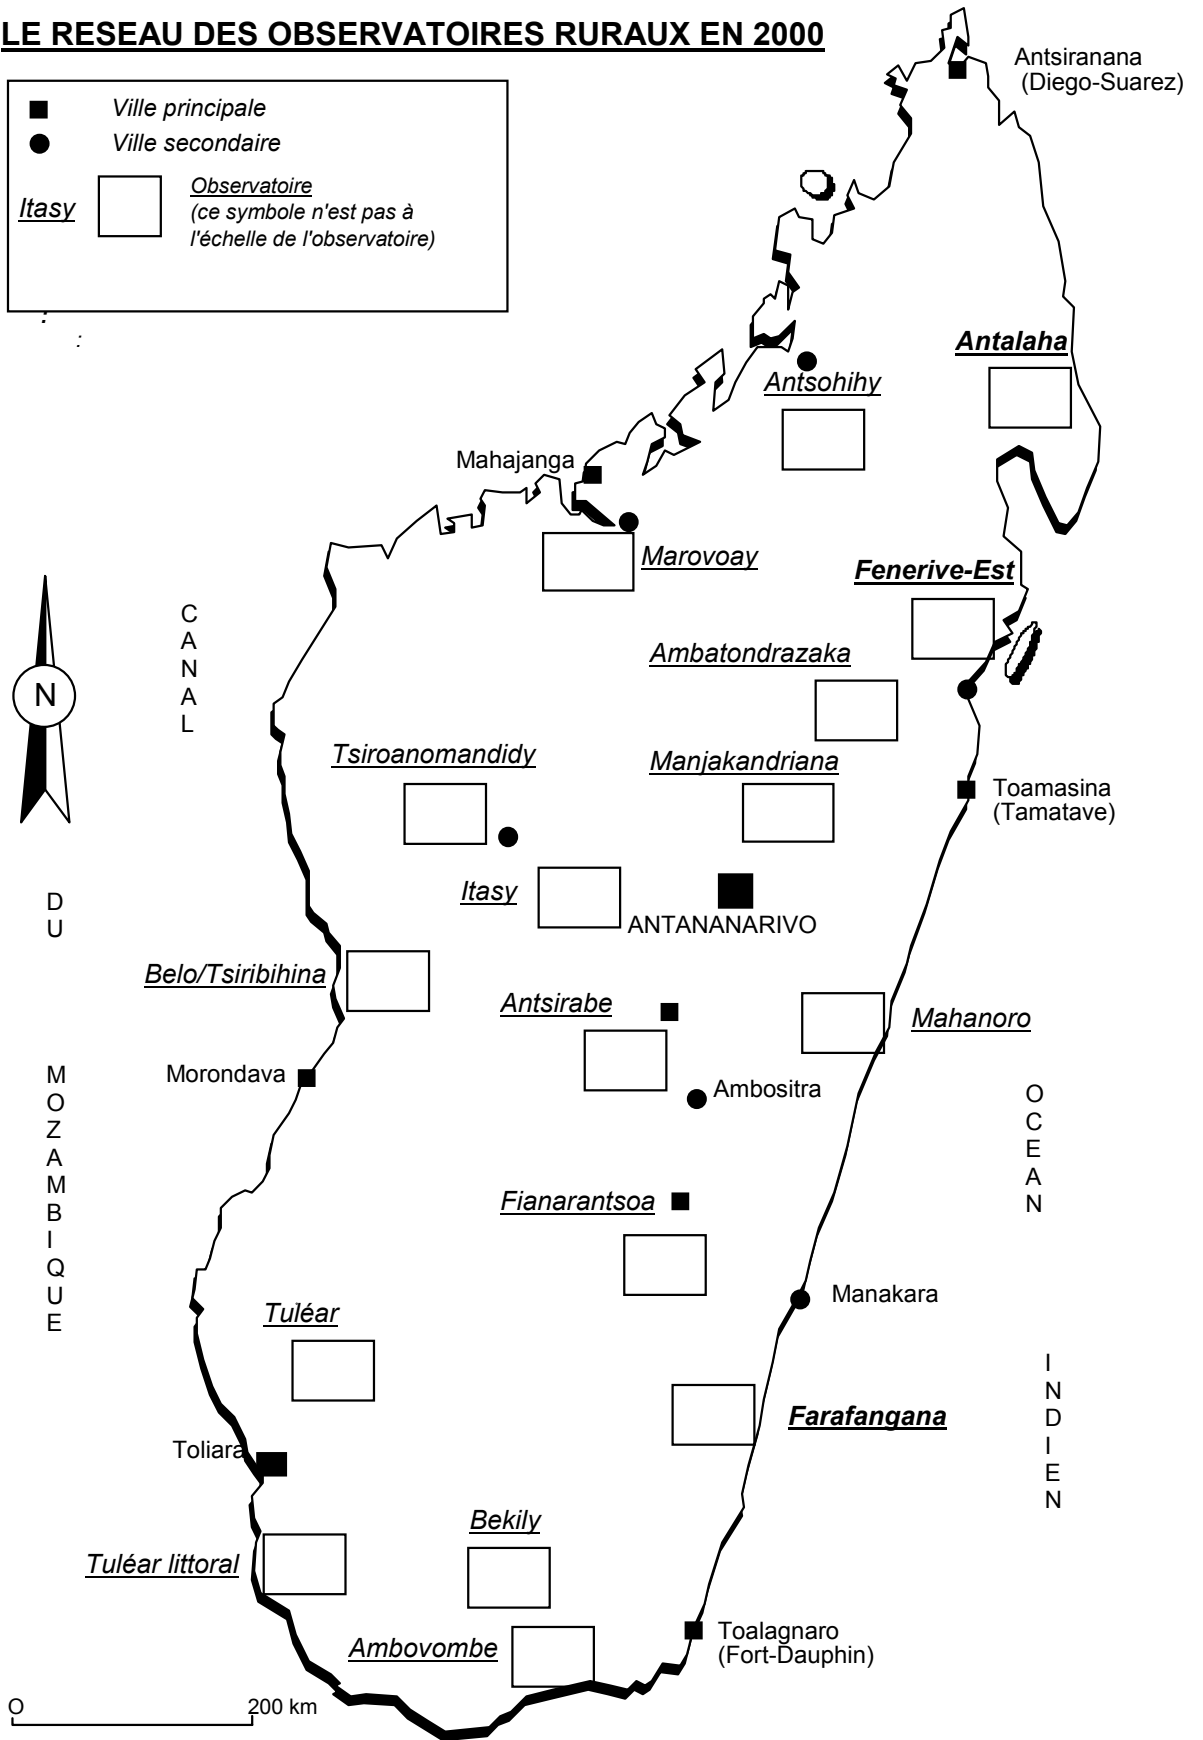 LE RESEAU DES OBSERVATOIRES RURAUX EN 2000
Antsiranana
(Diego-Suarez)
Ville principale
Ville secondaire
Itasy
Observatoire
(ce symbole n'est pas à
l'échelle de l'observatoire)
:
:
Antalaha
Antsohihy
Mahajanga
Marovoay
Fenerive-Est
C
A
N
A
L
N
Ambatondrazaka
Tsiroanomandidy
Manjakandriana
Toamasina
(Tamatave)
Itasy
ANTANANARIVO
D
U
Belo/Tsiribihina
Antsirabe
Mahanoro
Morondava
Ambositra
M
O
Z
A
M
B
I
Q
U
E
O
C
E
A
N
Fianarantsoa
Manakara
Tuléar
Farafangana
I
N
D
I
E
N
Toliara
Bekily
Tuléar littoral
Ambovombe
Toalagnaro
(Fort-Dauphin)
O 200 km